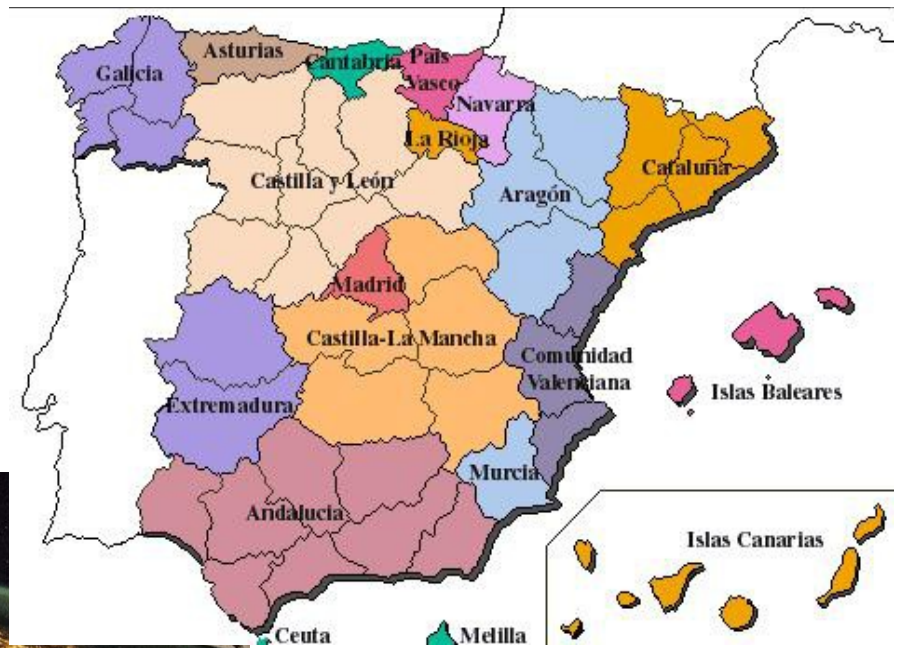 Asturias
Cantabria
País
Vasco
Galicia
Navarra
La Rioja
Cataluña
Castilla y León
Aragón
Madrid
Castilla-La Mancha
Comunidad
Valenciana
Islas Baleares
Extremadura
Murcia
Andalucia
Islas Canarias
Ceuta
Melilla